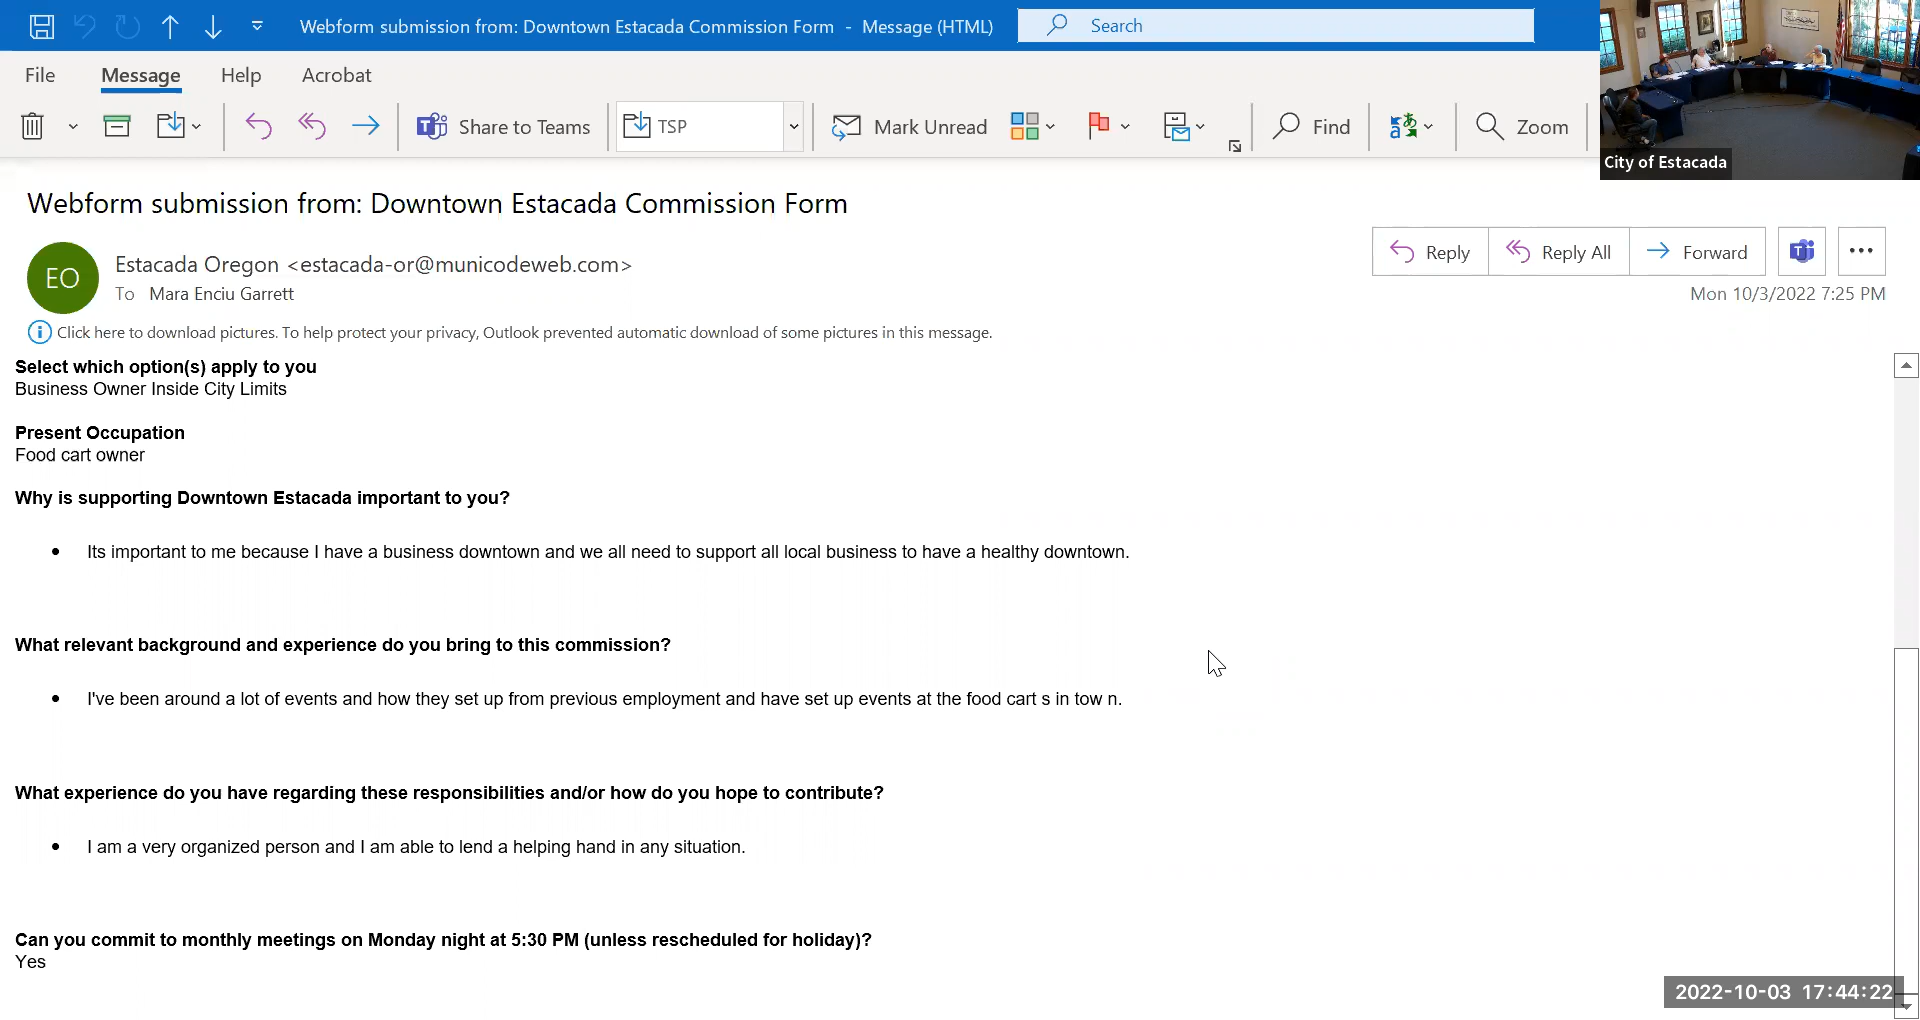 Webform submission from: Downtown Estacada Commission Form - Message (HTML)
Search
File Message Help Acrobat
Share to Teams TSP Mark Unread Find Zoom
City of Estacada
Webform submission from: Downtown Estacada Commission Form
EO
Estacada Oregon <estacada-or@municodeweb.com>
To Mara Enciu Garrett
Reply Reply All Forward
Mon 10/3/2022 7:25 PM
Click here to download pictures. To help protect your privacy, Outlook prevented automatic download of some pictures in this message.
Select which option(s) apply to you
Business Owner Inside City Limits
Present Occupation
Food cart owner
Why is supporting Downtown Estacada important to you?
• Its important to me because I have a business downtown and we all need to support all local business to have a healthy downtown.
What relevant background and experience do you bring to this commission?
• I've been around a lot of events and how they set up from previous employment and have set up events at the food cart s in tow n.
What experience do you have regarding these responsibilities and/or how do you hope to contribute?
• I am a very organized person and I am able to lend a helping hand in any situation.
Can you commit to monthly meetings on Monday night at 5:30 PM (unless rescheduled for holiday)?
Yes
2022-10-03 17:44:22